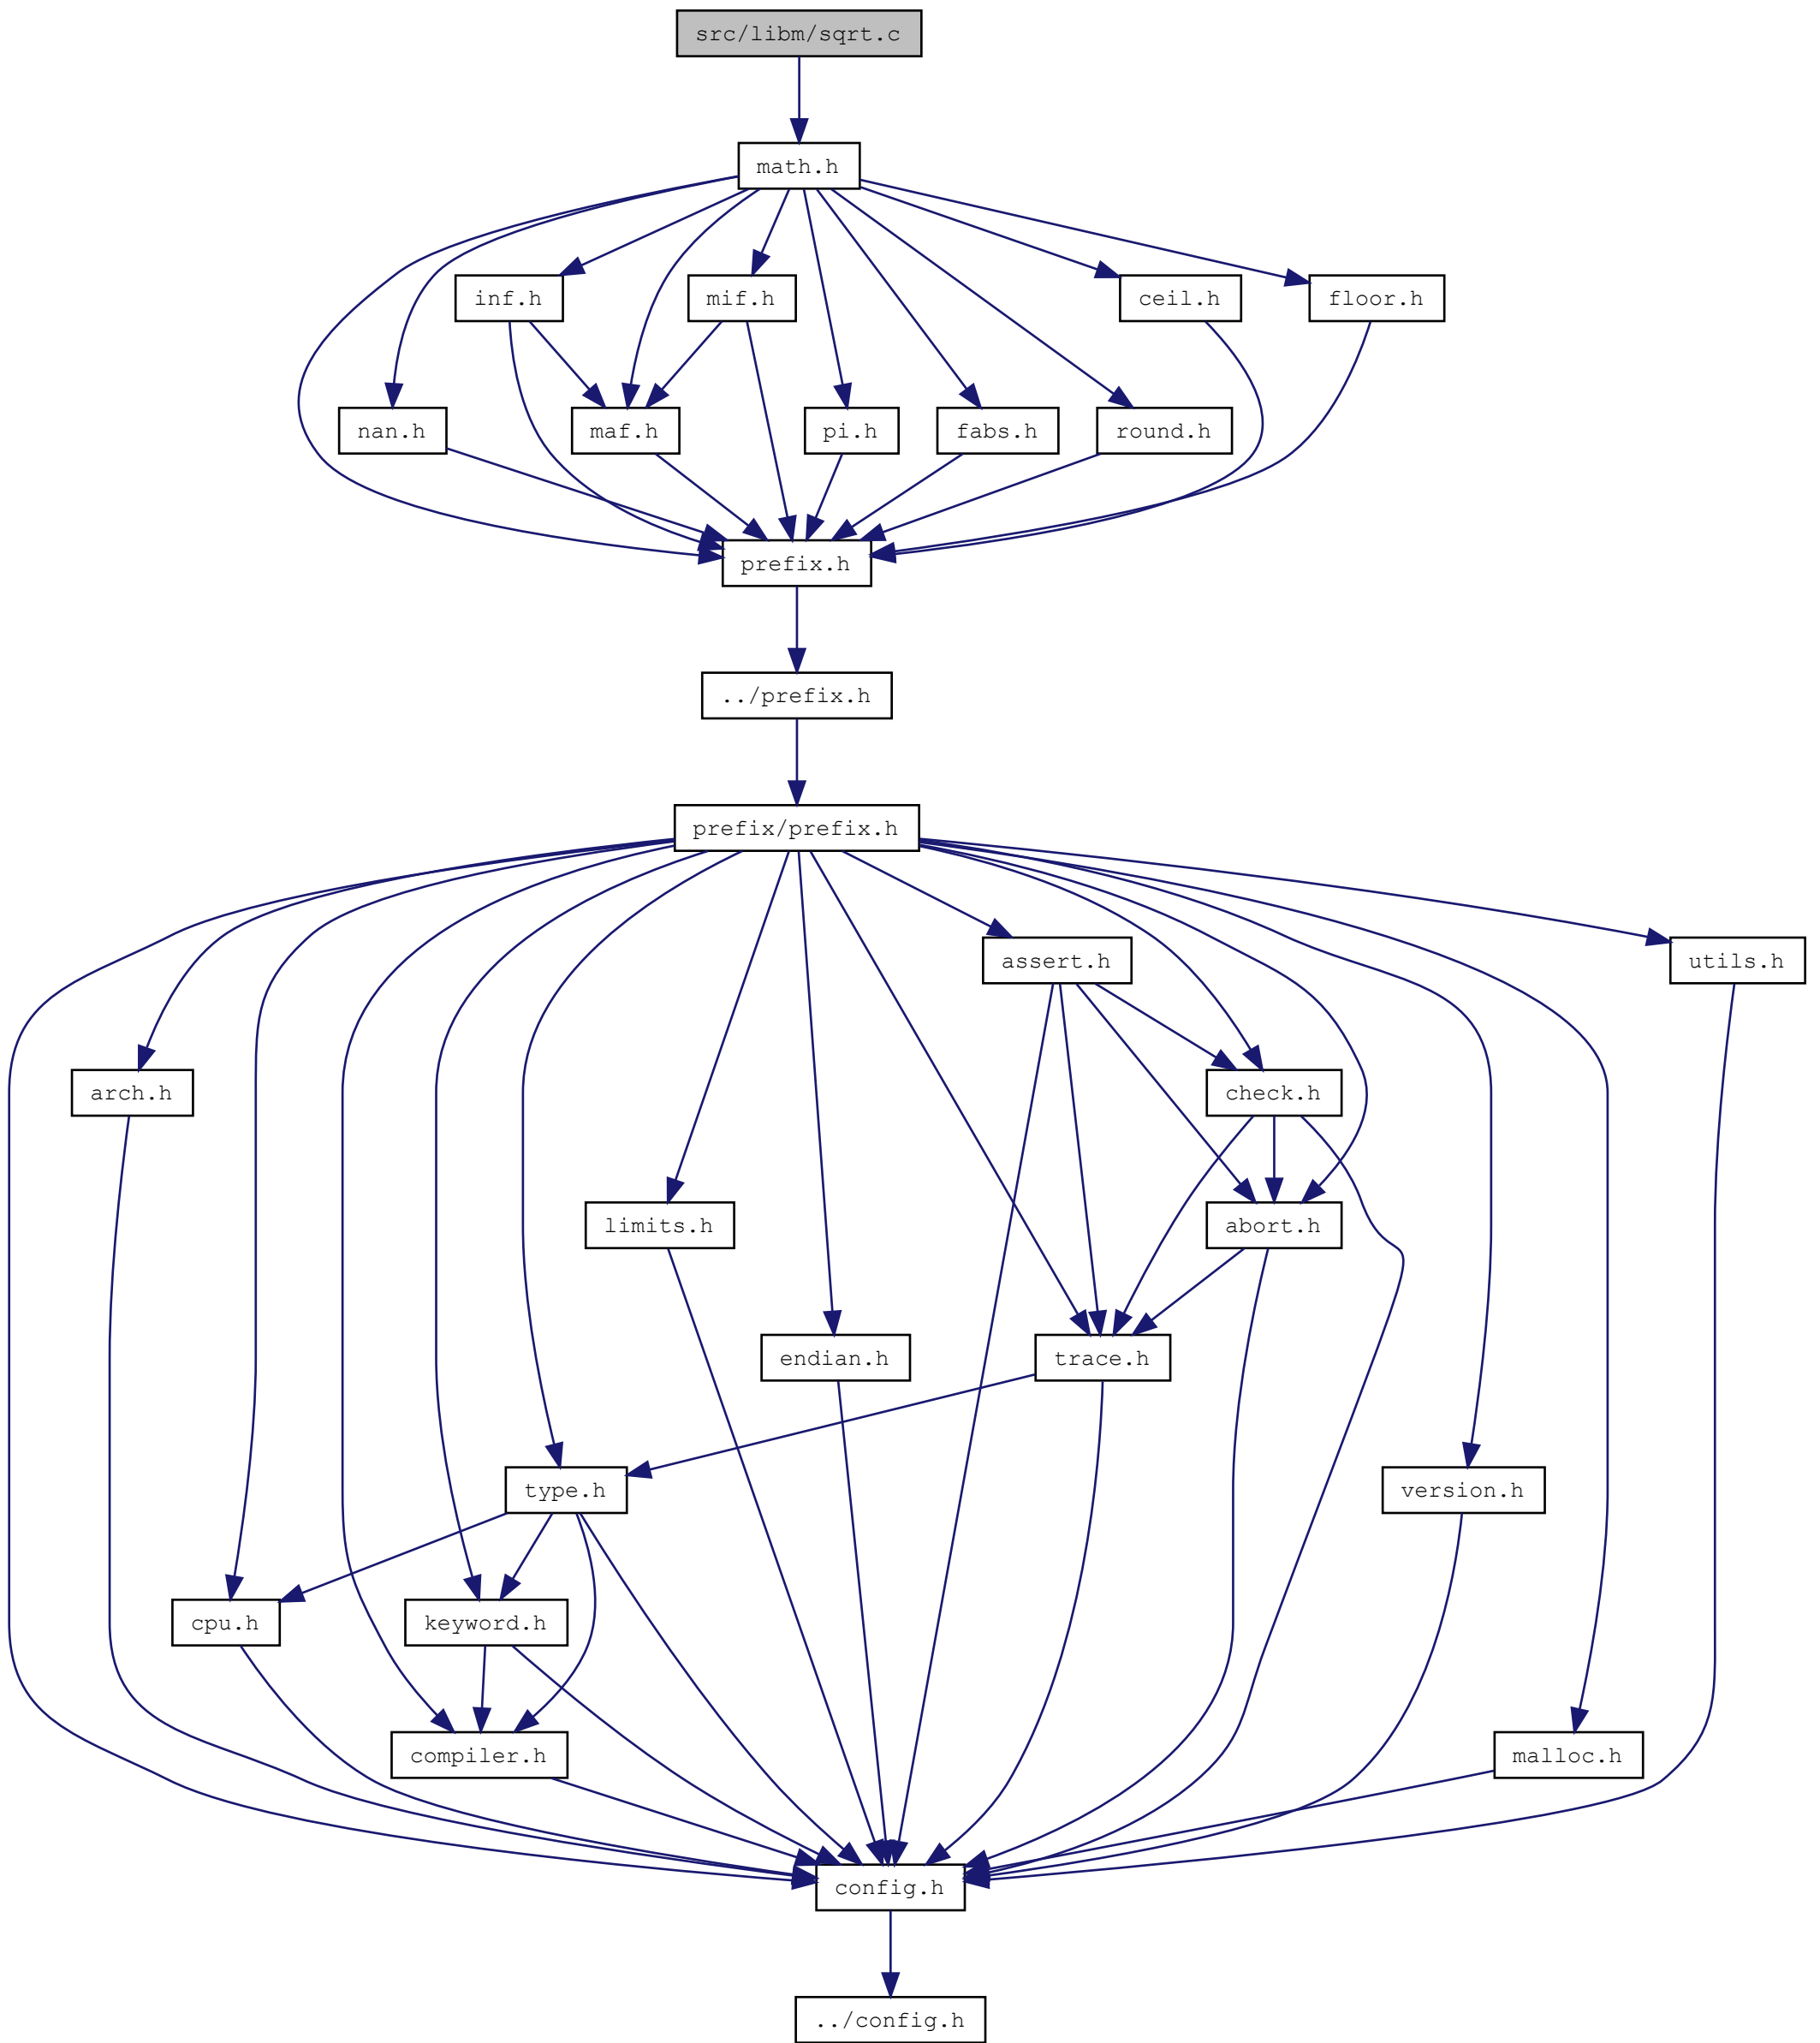 src/libm/sqrt.c
math.h
inf.h
mif.h
ceil.h
floor.h
nan.h
maf.h
pi.h
fabs.h
round.h
prefix.h
../prefix.h
prefix/prefix.h
assert.h
utils.h
arch.h
check.h
limits.h
abort.h
endian.h
trace.h
type.h
version.h
cpu.h
keyword.h
compiler.h
malloc.h
config.h
../config.h